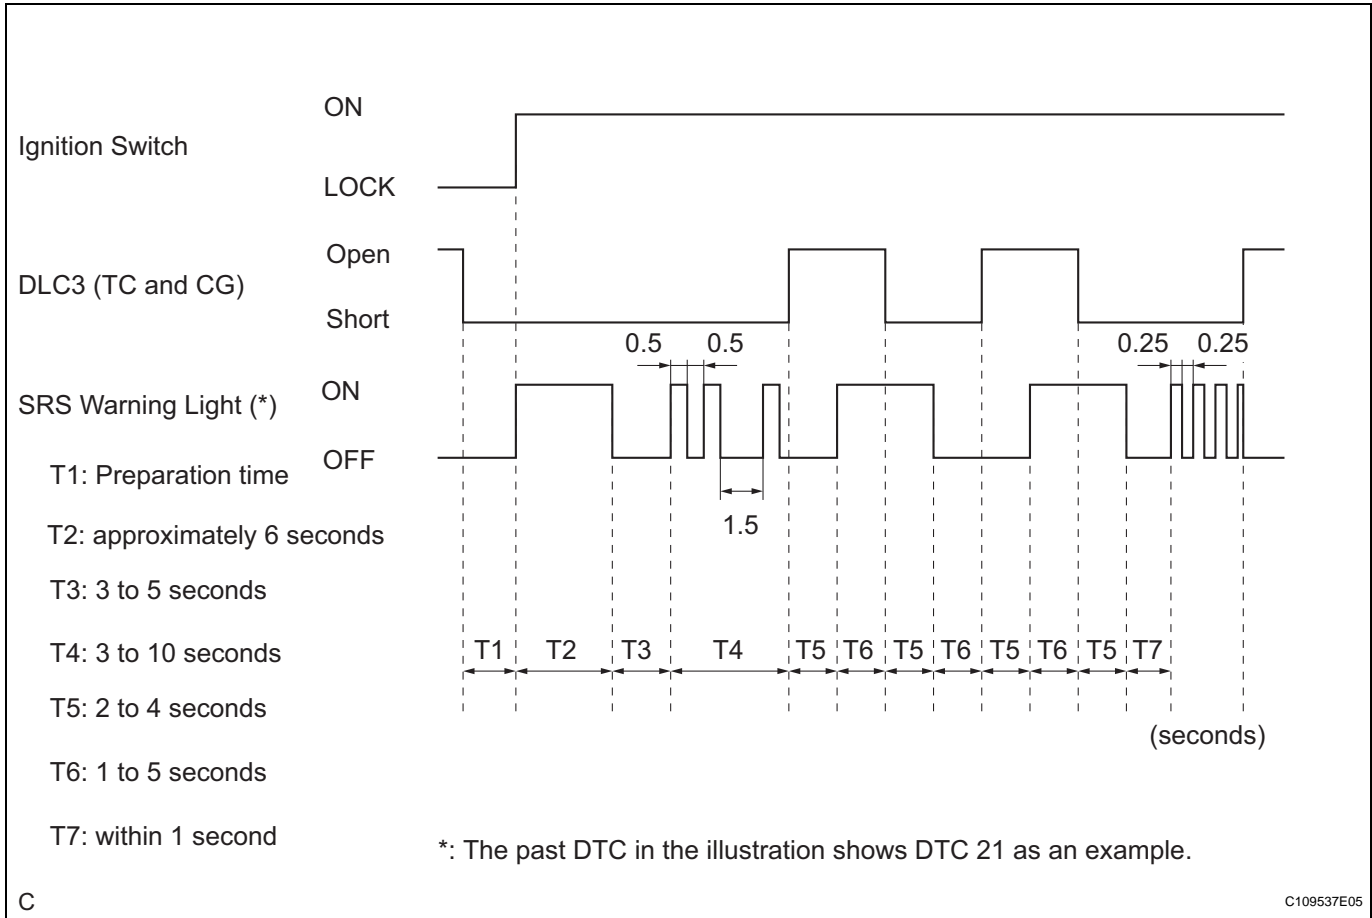 ON
Ignition Switch
LOCK
Open
DLC3 (TC and CG)
Short
0.5 0.5 0.25 0.25
ON
SRS Warning Light (*)
OFF
T1: Preparation time
1.5
T2: approximately 6 seconds
T3: 3 to 5 seconds
T4: 3 to 10 seconds
T1 T2 T3 T4 T5 T6 T5 T6 T5 T6 T5 T7
T5: 2 to 4 seconds
(seconds)
T6: 1 to 5 seconds
T7: within 1 second
*: The past DTC in the illustration shows DTC 21 as an example.
C
C109537E05